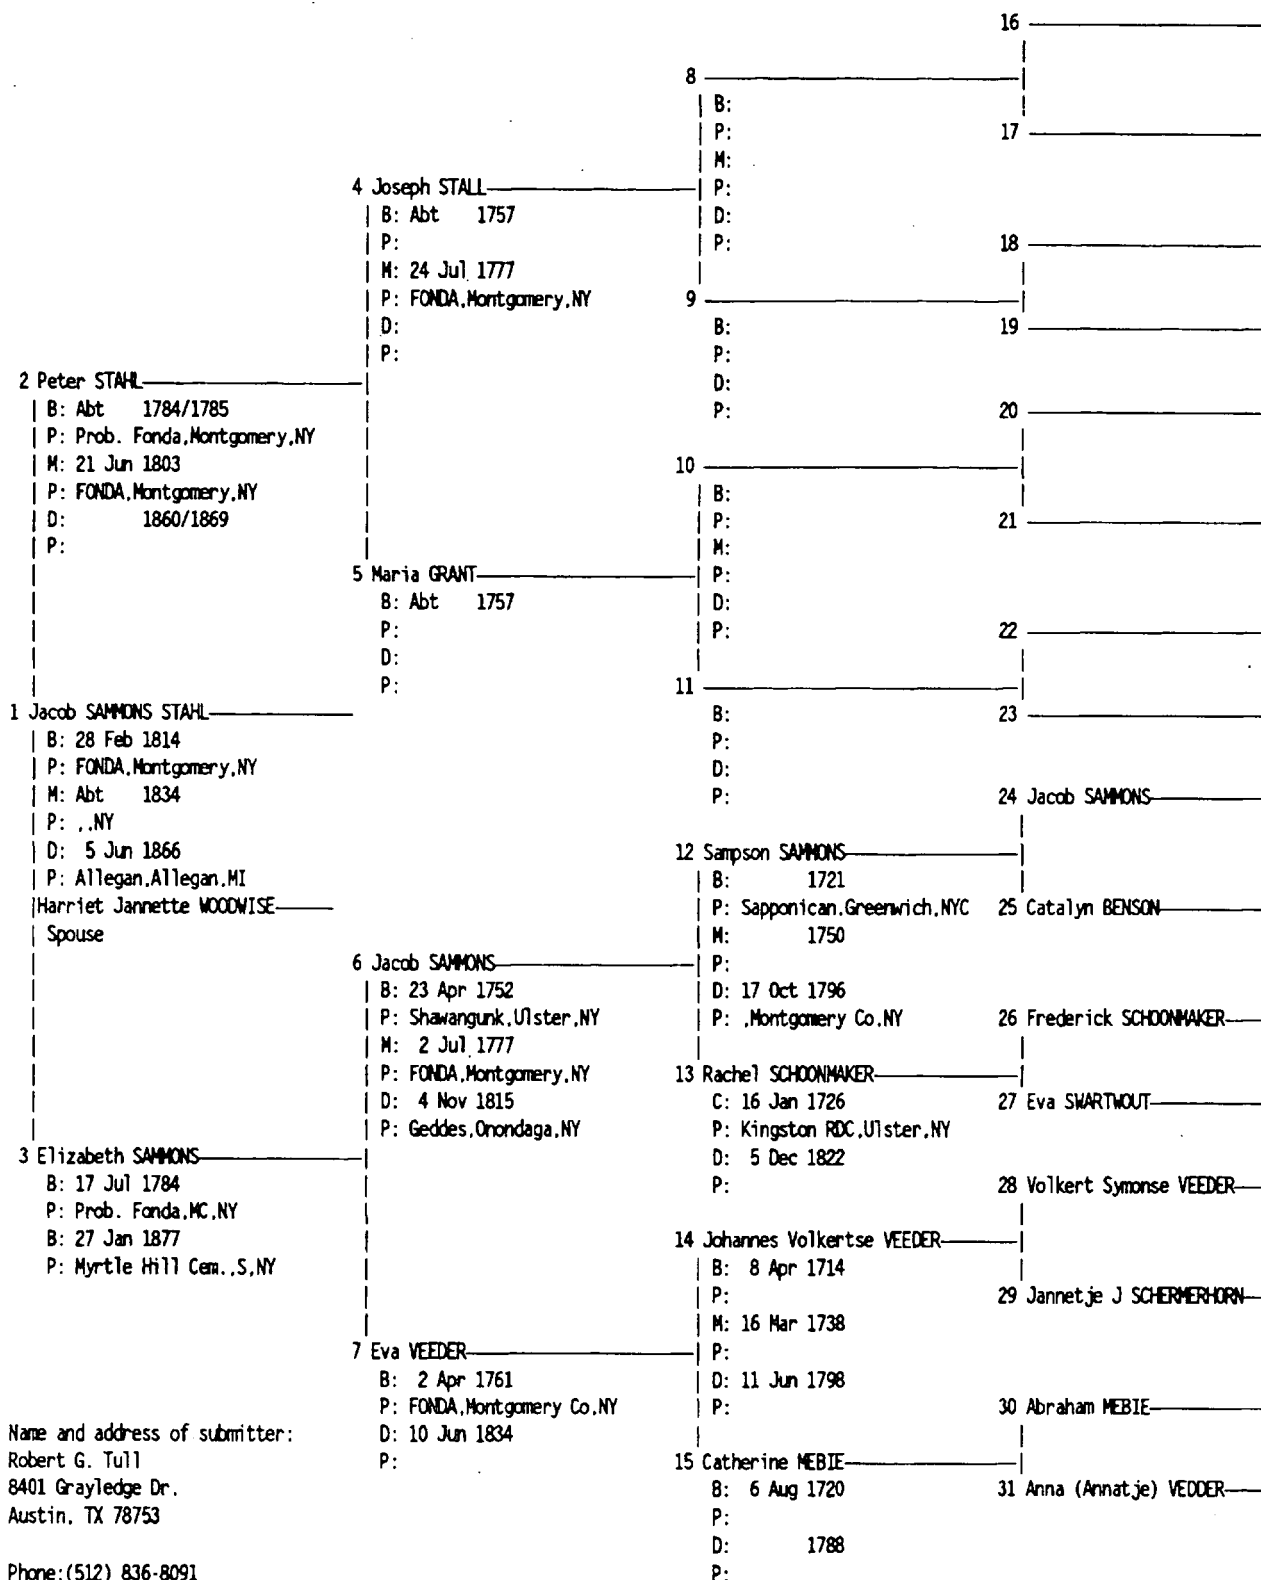 16
8
B:
P:
17
M:
4 Joseph STALL
P:
B: Abt 1757
D:
P:
P:
18
M: 24 Jul 1777
P: FONDA,Montgomery,NY
9
D:
B:
19
P:
P:
2 Peter STAHL
D:
B: Abt 1784/1785
P:
20
P: Prob. Fonda,Montgomery,NY
M: 21 Jun 1803
10
P: FONDA,Montgomery,NY
B:
D: 1860/1869
P:
21
P:
M:
5 Maria GRANT
P:
B: Abt 1757
D:
P:
P:
22
D:
P:
11
1 Jacob SAMMONS STAHL
B:
23
B: 28 Feb 1814
P:
P: FONDA,Montgomery,NY
D:
M: Abt 1834
P:
24 Jacob SAMMONS
P: ,,NY
D: 5 Jun 1866
12 Sampson SAMMONS
P: Allegan,Allegan,MI
B: 1721
Harriet Jannette WOODWISE
P: Sapponican,Greenwich,NYC
25 Catalyn BENSON
Spouse
M: 1750
6 Jacob SAMMONS
P:
B: 23 Apr 1752
D: 17 Oct 1796
P: Shawangunk,Ulster,NY
P: ,Montgomery Co,NY
26 Frederick SCHOONMAKER
M: 2 Jul 1777
P: FONDA,Montgomery,NY
13 Rachel SCHOONMAKER
D: 4 Nov 1815
C: 16 Jan 1726
27 Eva SWARTWOUT
P: Geddes,Onondaga,NY
P: Kingston RDC,Ulster,NY
3 Elizabeth SAMMONS
D: 5 Dec 1822
B: 17 Jul 1784
P:
28 Volkert Symonse VEEDER
P: Prob. Fonda,MC,NY
B: 27 Jan 1877
14 Johannes Volkertse VEEDER
P: Myrtle Hill Cem.,S,NY
B: 8 Apr 1714
P:
29 Jannetje J SCHERMERHORN
M: 16 Mar 1738
7 Eva VEEDER
P:
B: 2 Apr 1761
D: 11 Jun 1798
P: FONDA,Montgomery Co,NY
P:
30 Abraham MEBIE
Name and address of submitter:
D: 10 Jun 1834
Robert G. Tull
P:
15 Catherine MEBIE
8401 Grayledge Dr.
B: 6 Aug 1720
31 Anna (Annatje) VEDDER
Austin, TX 78753
P:
D: 1788
Phone:(512) 836-8091
P: